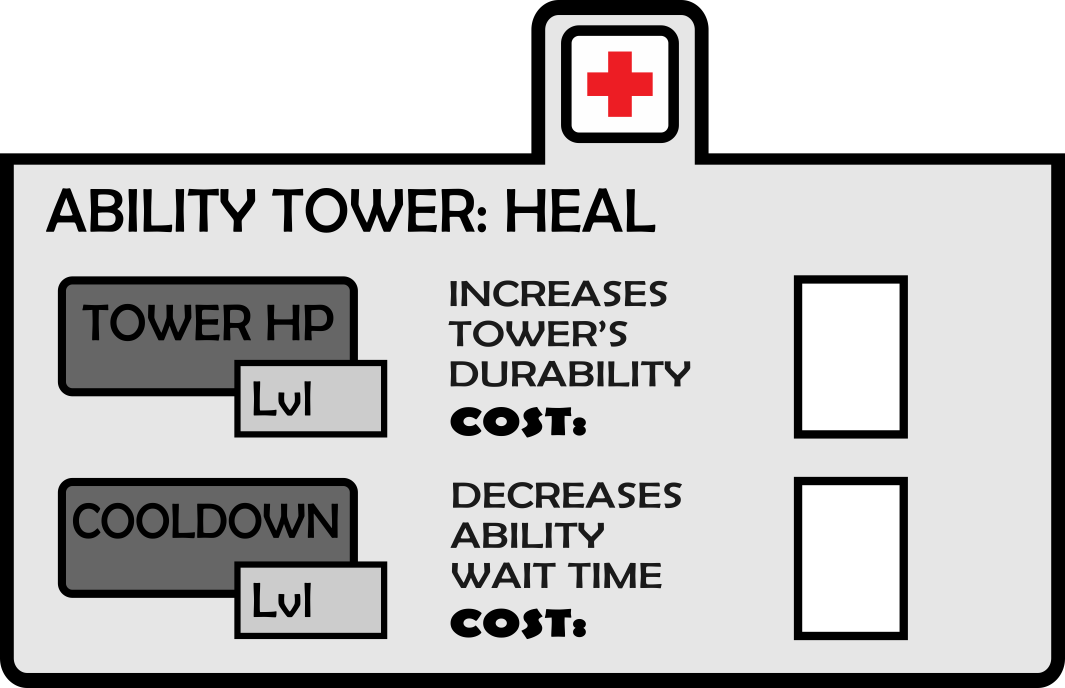 ABILITY TOWER: HEAL
TOWER HP
Lvl
INCREASES
TOWER'S
DURABILITY
COST:
COOLDOWN
Lvl
DECREASES
ABILITY
WAIT TIME
COST: